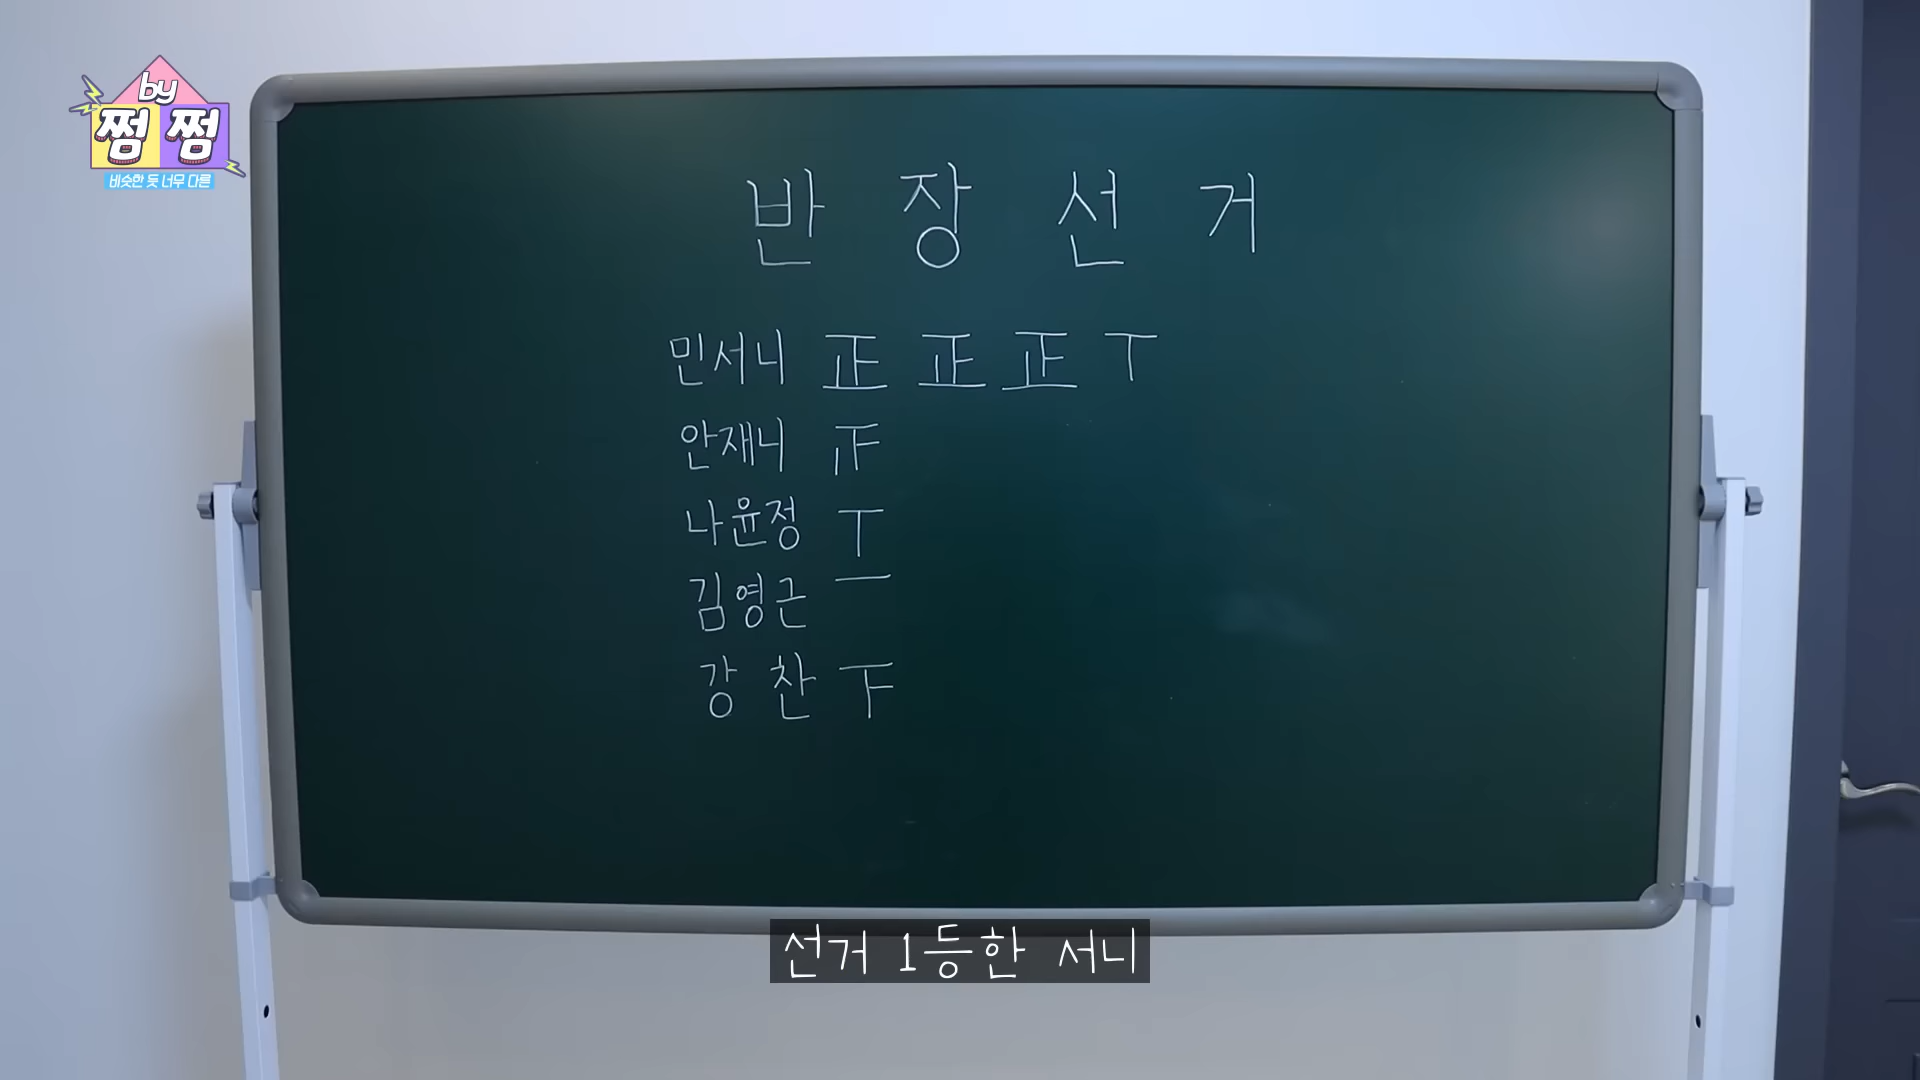 by
쩜 쩜
비슷한 듯 너무 다른
반 장 선 거
민서니 正 正 正 ㅜ
안재니 𤴓
나윤정 ㅜ
김영근 一
강 찬 下
선거 1등한 서니